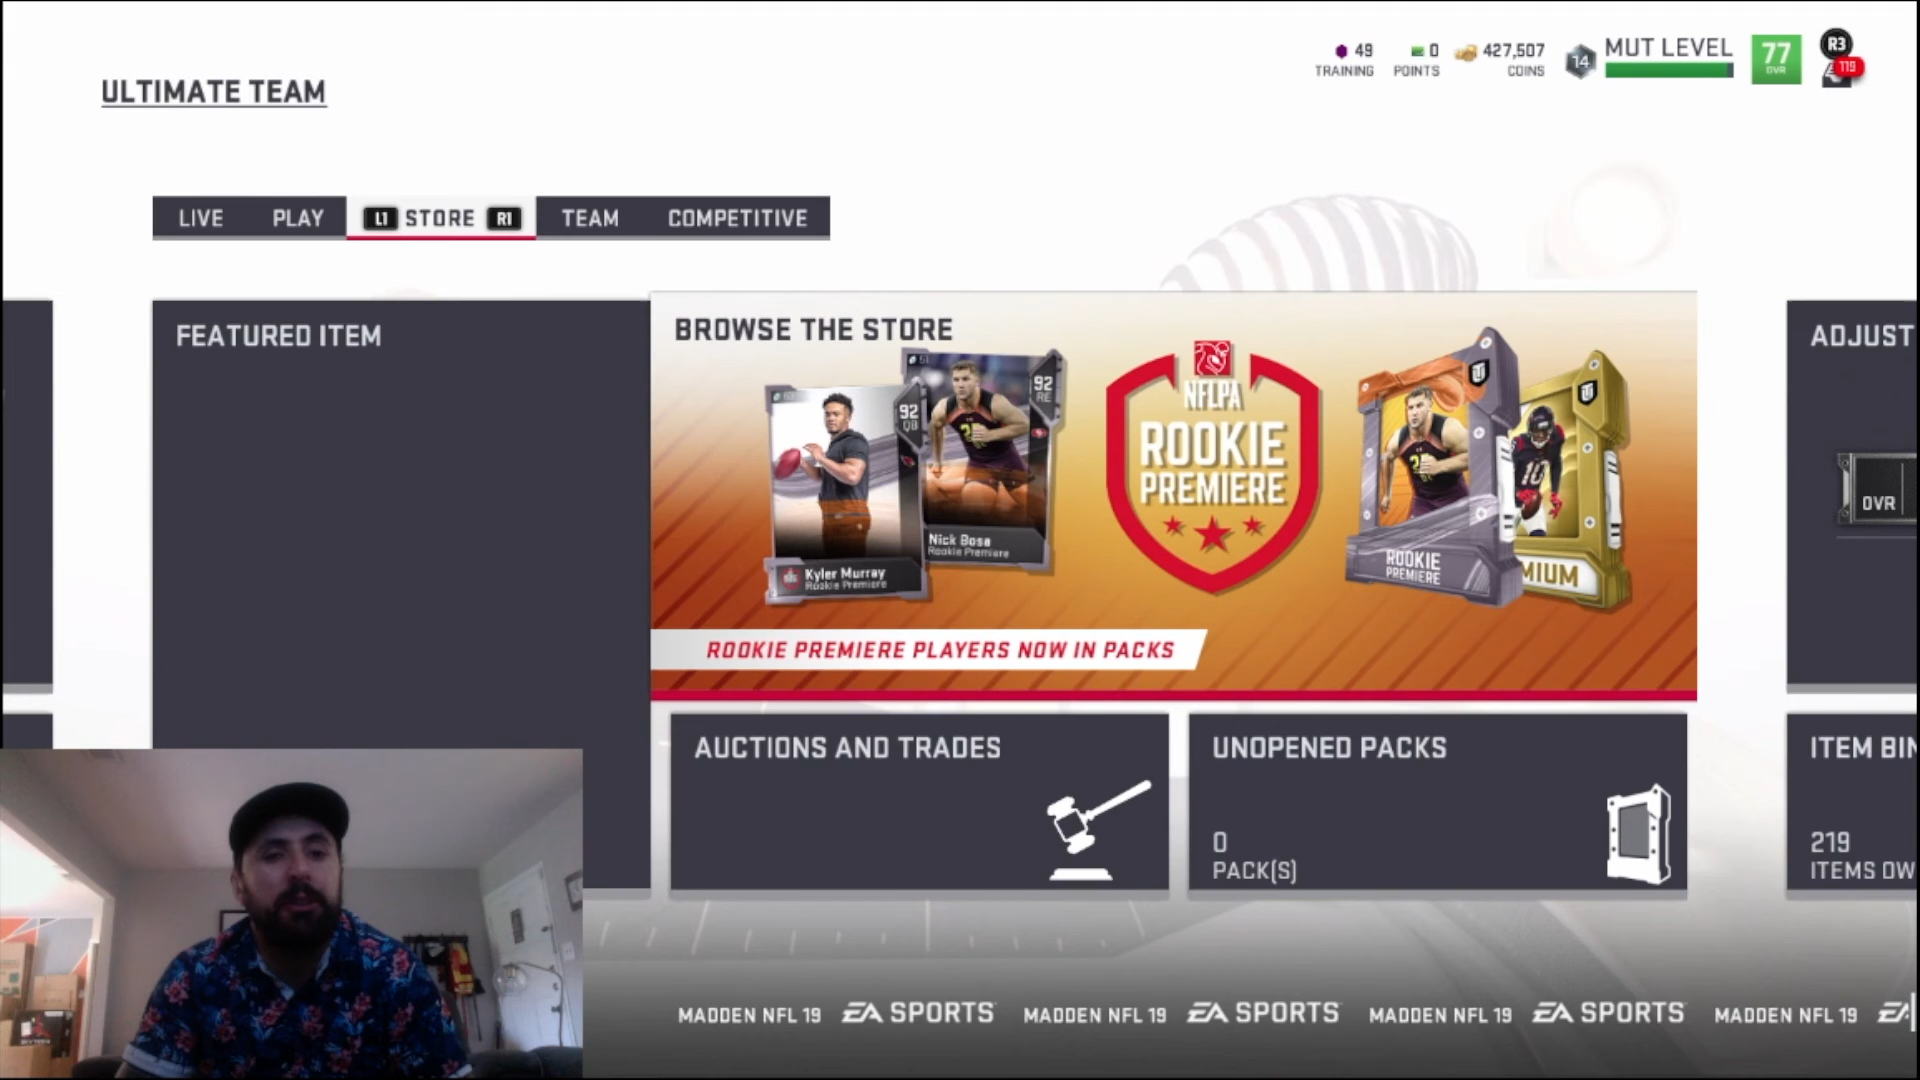 ULTIMATE TEAM
49
TRAINING
0
POINTS
427,507
COINS
14
MUT LEVEL
77
OVR
R3
119
LIVE
PLAY
L1 STORE R1
TEAM
COMPETITIVE
FEATURED ITEM
BROWSE THE STORE
92
QB
Kyler Murray
Rookie Premiere
92
RE
Nick Bosa
Rookie Premiere
NFLPA
ROOKIE
PREMIERE
ROOKIE
PREMIERE
10
MIUM
ROOKIE PREMIERE PLAYERS NOW IN PACKS
ADJUST
OVR
AUCTIONS AND TRADES
UNOPENED PACKS
0
PACK(S)
ITEM BIN
219
ITEMS OW
MADDEN NFL 19 EA SPORTS MADDEN NFL 19 EA SPORTS MADDEN NFL 19 EA SPORTS MADDEN NFL 19 EA